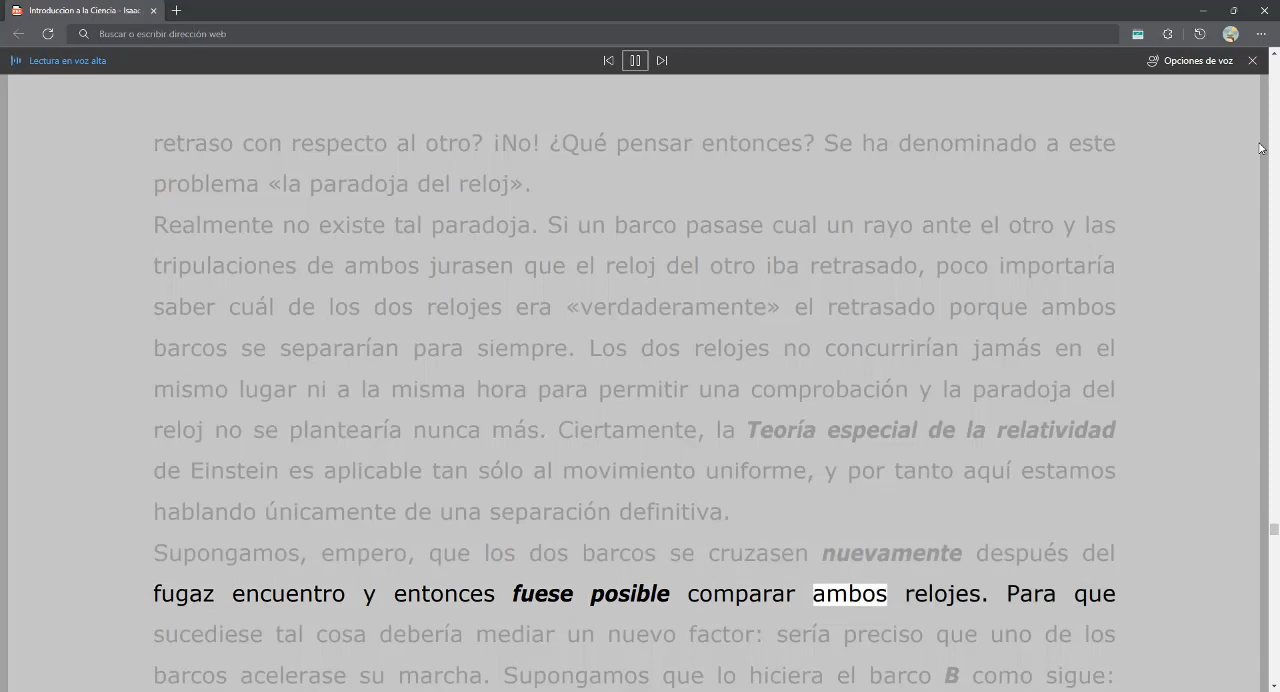 Introduccion a la Ciencia - Isaac
Buscar o escribir dirección web
Lectura en voz alta
Opciones de voz
retraso con respecto al otro? ¡No! ¿Qué pensar entonces? Se ha denominado a este
problema «la paradoja del reloj».
Realmente no existe tal paradoja. Si un barco pasase cual un rayo ante el otro y las
tripulaciones de ambos jurasen que el reloj del otro iba retrasado, poco importaría
saber cuál de los dos relojes era «verdaderamente» el retrasado porque ambos
barcos se separarían para siempre. Los dos relojes no concurrirían jamás en el
mismo lugar ni a la misma hora para permitir una comprobación y la paradoja del
reloj no se plantearía nunca más. Ciertamente, la Teoría especial de la relatividad
de Einstein es aplicable tan sólo al movimiento uniforme, y por tanto aquí estamos
hablando únicamente de una separación definitiva.
Supongamos, empero, que los dos barcos se cruzasen nuevamente después del
fugaz encuentro y entonces fuese posible comparar ambos relojes. Para que
sucediese tal cosa debería mediar un nuevo factor: sería preciso que uno de los
barcos acelerase su marcha. Supongamos que lo hiciera el barco B como sigue: